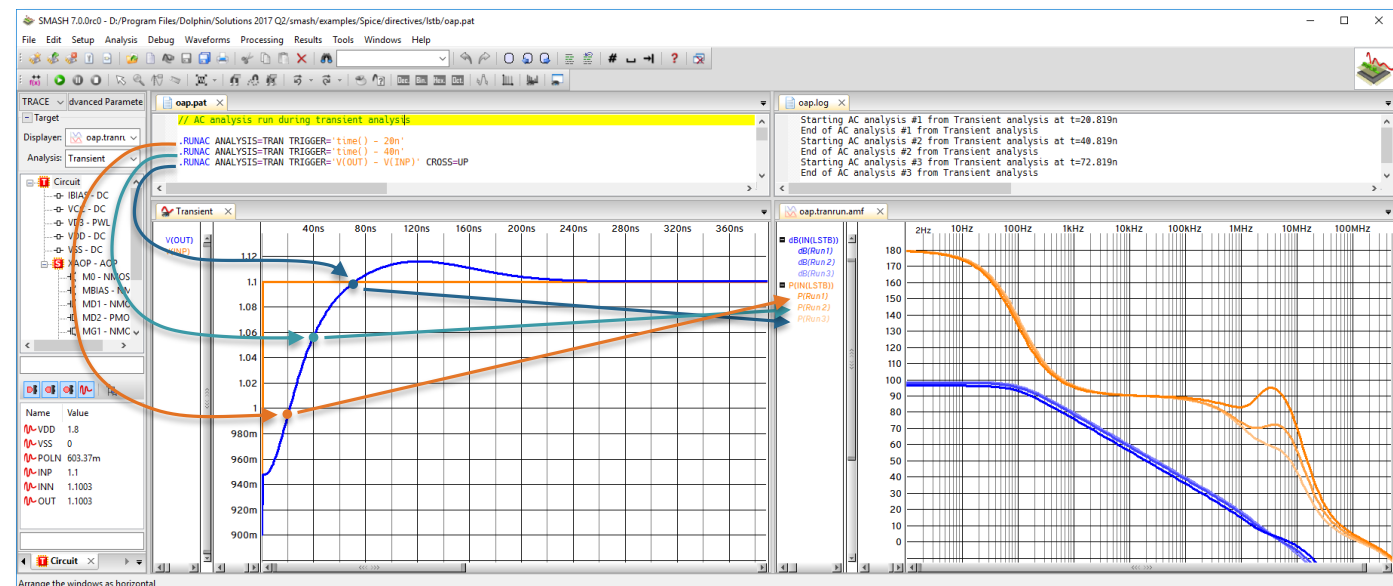 SMASH 7.0.0rc0 - D:/Program Files/Dolphin/Solutions 2017 Q2/smash/examples/Spice/directives/lstb/oap.pat
File Edit Setup Analysis Debug Waveforms Processing Results Tools Windows Help
TRACE dvanced Paramete
Target
Displayer: oap.tranru
Analysis: Transient
Circuit
IBIAS - DC
VCC - DC
VD3 - PWL
VDD - DC
VSS - DC
XAOP - AOP
M0 - NMOS
MBIAS - NM
MD1 - NMO
MD2 - PMO
MG1 - NMC
Name Value
VDD 1.8
VSS 0
POLN 603.37m
INP 1.1
INN 1.1003
OUT 1.1003
Circuit
oap.pat
// AC analysis run during transient analysis
.RUNAC ANALYSIS=TRAN TRIGGER='time() - 20n'
.RUNAC ANALYSIS=TRAN TRIGGER='time() - 40n'
.RUNAC ANALYSIS=TRAN TRIGGER='V(OUT) - V(INP)' CROSS=UP
oap.log
Starting AC analysis #1 from Transient analysis at t=20.819n
End of AC analysis #1 from Transient analysis
Starting AC analysis #2 from Transient analysis at t=40.819n
End of AC analysis #2 from Transient analysis
Starting AC analysis #3 from Transient analysis at t=72.819n
End of AC analysis #3 from Transient analysis
Transient
V(OUT)
V(INP)
40ns 80ns 120ns 160ns 200ns 240ns 280ns 320ns 360ns
1.12
1.1
1.08
1.06
1.04
1.02
1
980m
960m
940m
920m
900m
oap.tranrun.amf
dB(IN(LSTB))
dB(Run1)
dB(Run2)
dB(Run3)
P(IN(LSTB))
P(Run1)
P(Run2)
P(Run3)
2Hz 10Hz 100Hz 1kHz 10kHz 100kHz 1MHz 10MHz 100MHz
180
170
160
150
140
130
120
110
100
90
80
70
60
50
40
30
20
10
0
Arrange the windows as horizontal